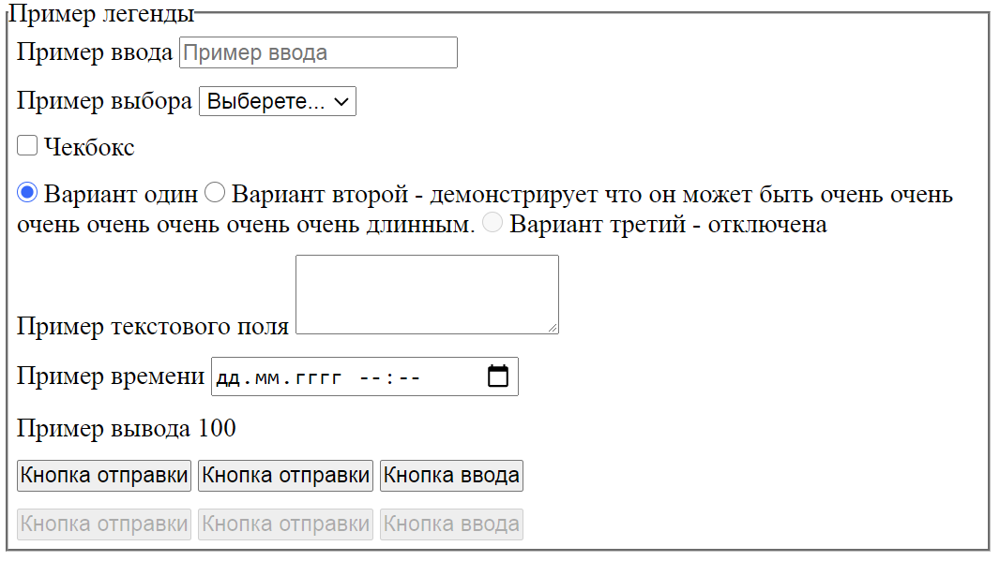 Пример легенды
Пример ввода Пример ввода
Пример выбора Выберете...
Чекбокс
Вариант один Вариант второй - демонстрирует что он может быть очень очень
очень очень очень очень очень длинным. Вариант третий - отключена
Пример текстового поля
Пример времени дд.мм.гггг --:--
Пример вывода 100
Кнопка отправки Кнопка отправки Кнопка ввода
Кнопка отправки Кнопка отправки Кнопка ввода